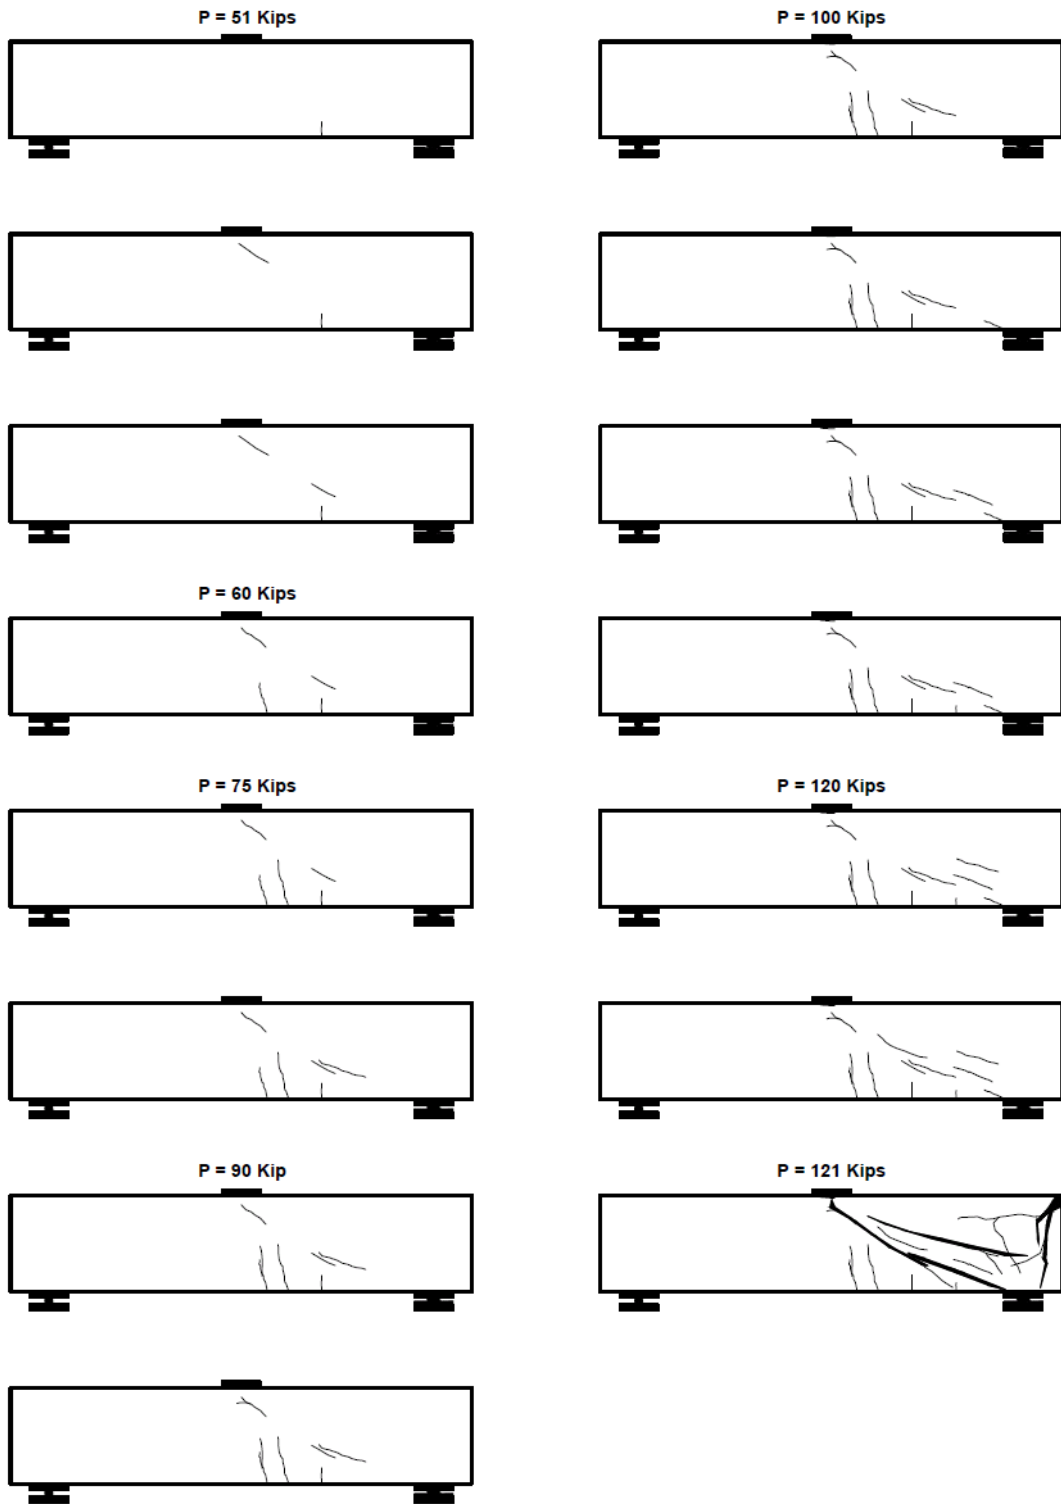 P = 51 Kips
P = 60 Kips
P = 75 Kips
P = 90 Kip
P = 100 Kips
P = 120 Kips
P = 121 Kips